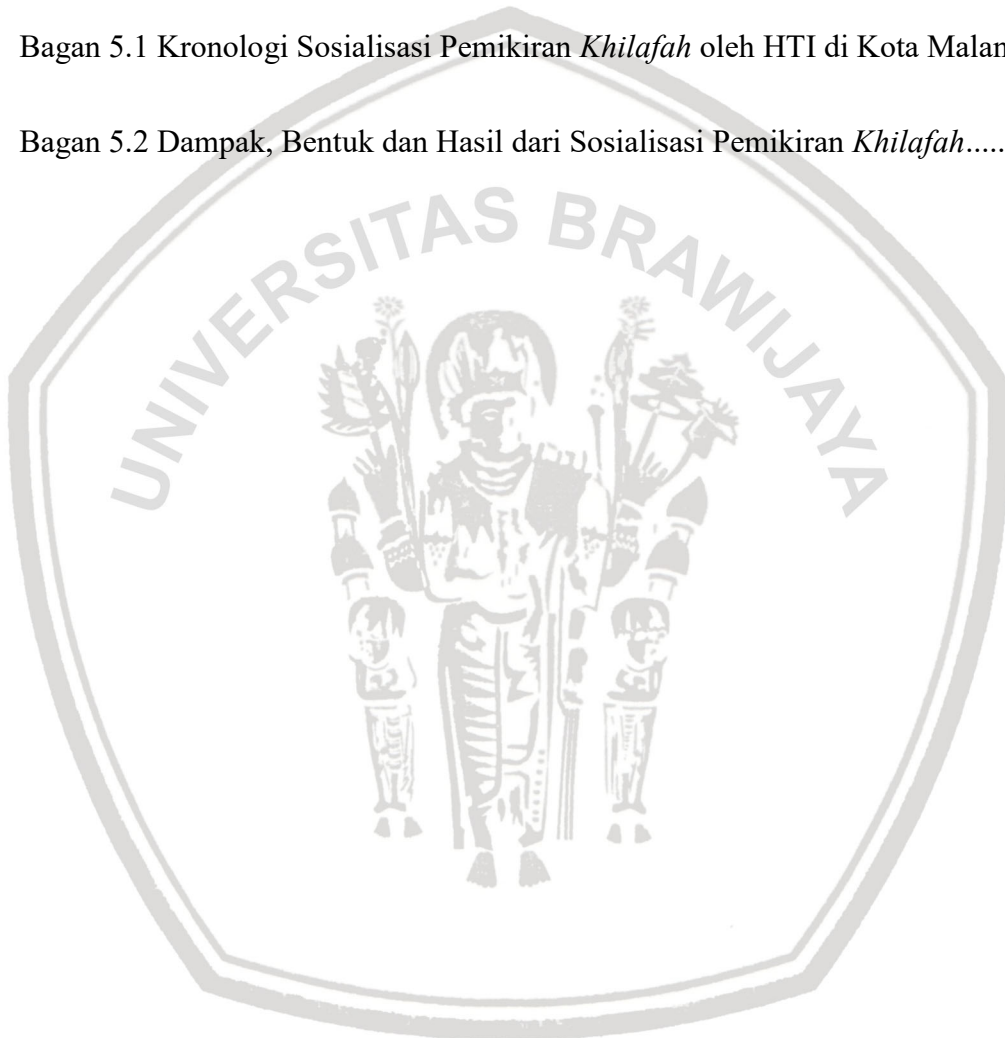 Bagan 5.1 Kronologi Sosialisasi Pemikiran Khilafah oleh HTI di Kota Malan
Bagan 5.2 Dampak, Bentuk dan Hasil dari Sosialisasi Pemikiran Khilafah.....
UNIVERSITAS BRAWIJAYA